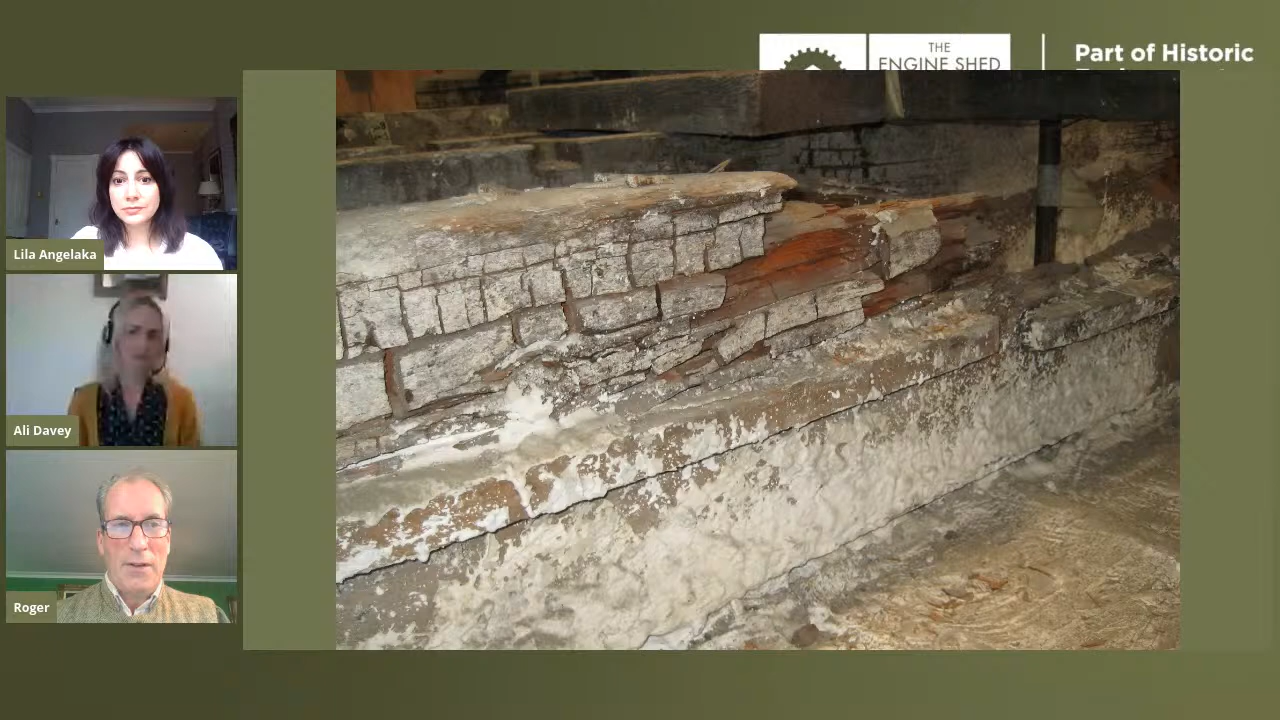 THE
ENGINE SHED
Part of Historic
Lila Angelaka
Ali Davey
Roger